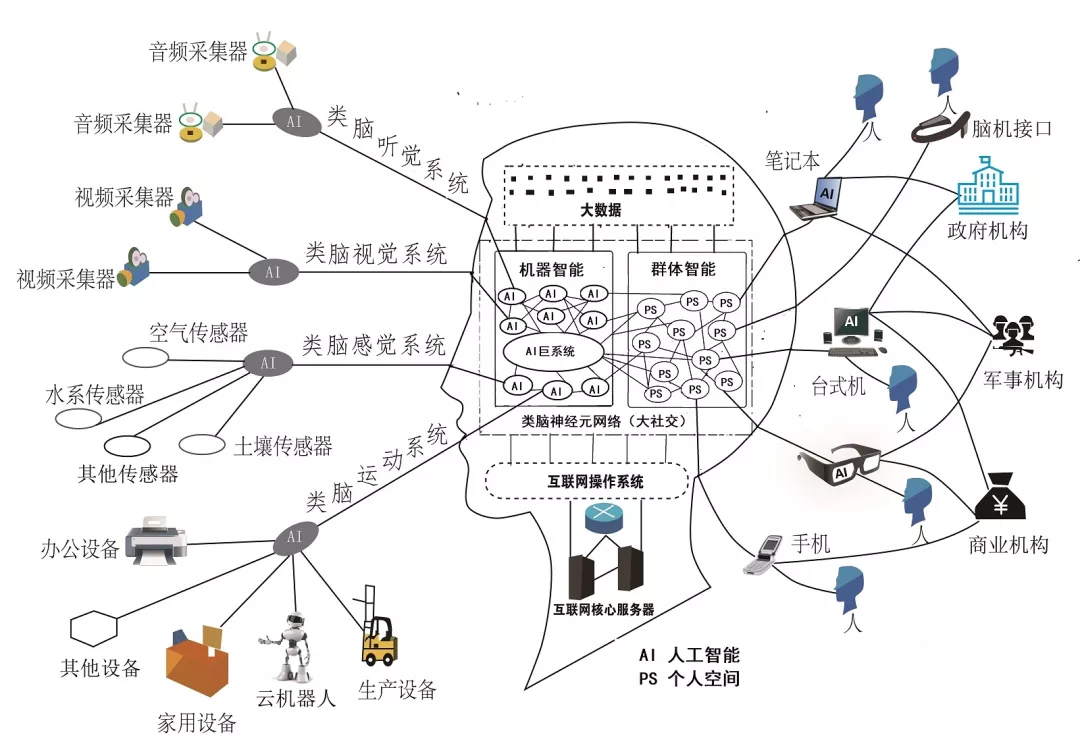 音频采集器
AI
类脑听觉系统
音频采集器
视频采集器
AI
类脑视觉系统
视频采集器
空气传感器
AI
类脑感觉系统
水系传感器
其他传感器
土壤传感器
类脑运动系统
AI
办公设备
其他设备
家用设备
云机器人
生产设备
大数据
机器智能
AI
AI
AI
AI
AI
AI
AI巨系统
AI
AI
AI
群体智能
PS
PS
PS
PS
PS
PS
PS
PS
PS
PS
PS
PS
类脑神经元网络（大社交）
互联网操作系统
互联网核心服务器
AI 人工智能
PS 个人空间
人
人
脑机接口
笔记本
AI
政府机构
AI
台式机
人
军事机构
AI
人
商业机构
手机
人